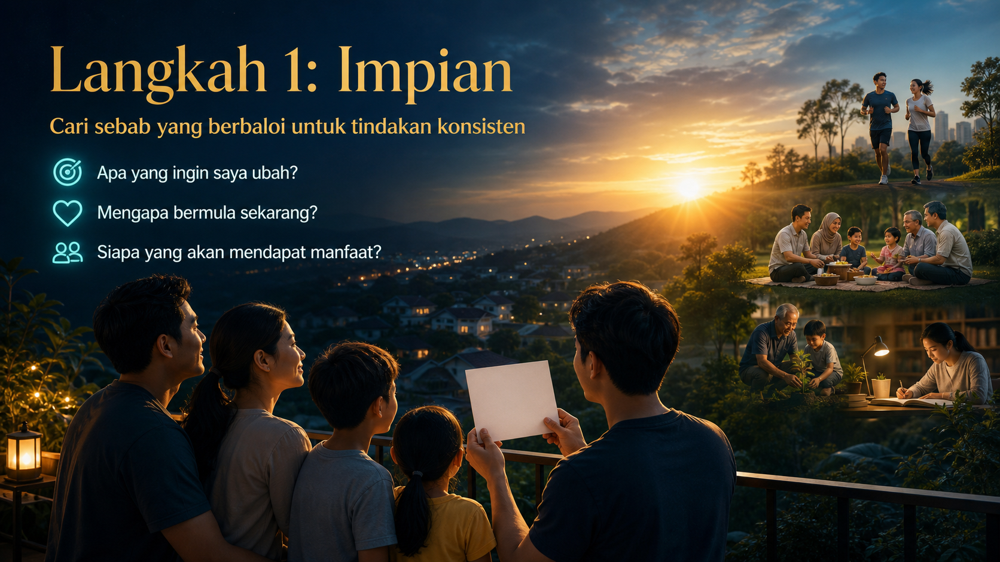 Langkah 1: Impian
Cari sebab yang berbaloi untuk tindakan konsisten
Apa yang ingin saya ubah?
Mengapa bermula sekarang?
Siapa yang akan mendapat manfaat?